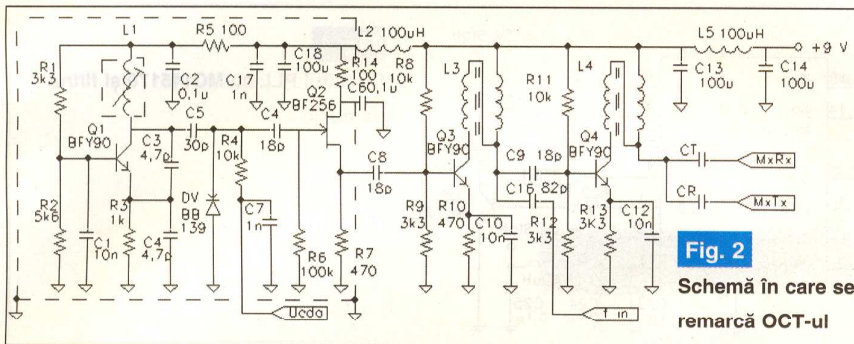 L1
R5 100
L2 100uH
L5 100uH
+9 V
R1
3k3
C2
0,1u
C17
1n
C18
100u
R14
100
C6 0,1u
R8
10k
L3
R11
10k
L4
C13
100u
C14
100u
Q1
BFY90
C5
30p
C3
4,7p
R4
10k
C4
18p
Q2
BF256
C8
18p
Q3
BFY90
C9
18p
C16
82p
Q4
BFY90
CT
MxRx
CR
MxTx
R2
5k6
C1
10n
R3
1k
C4
4,7p
DV
BB
139
C7
1n
R6
100k
R7
470
R9
3k3
R10
470
C10
10n
R12
3k3
R13
3K3
C12
10n
Ucda
f in
Fig. 2
Schemă în care se
remarcă OCT-ul